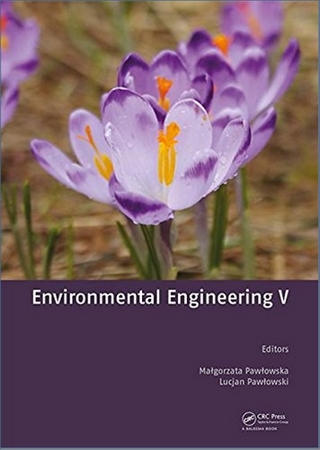 Environmental Engineering V
Editors
Małgorzata Pawłowska
Lucjan Pawłowski
CRC Press
Taylor & Francis Group
A BALKEMA BOOK